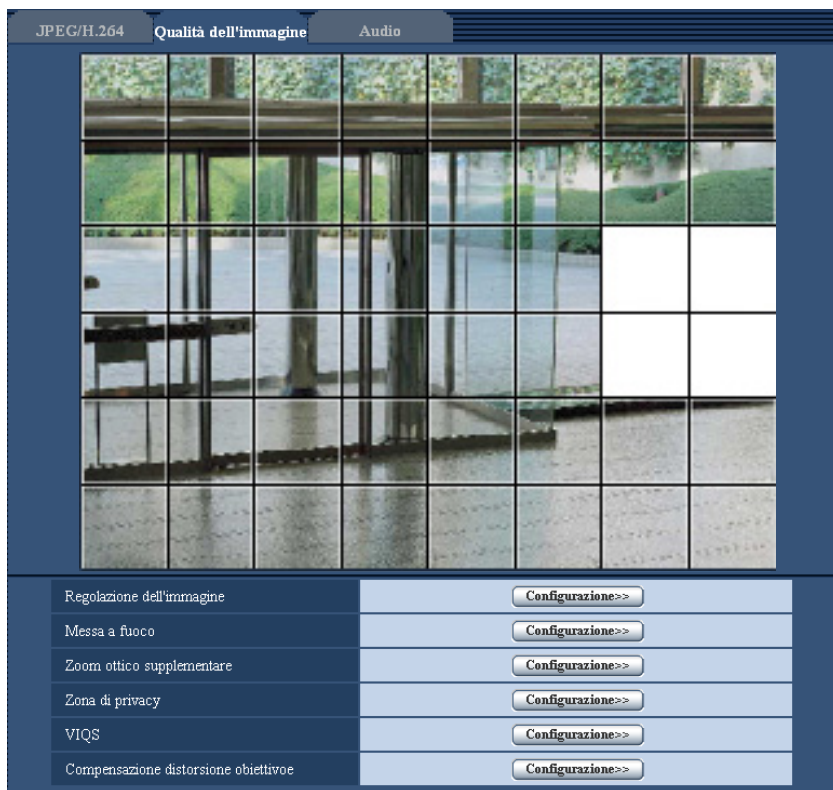 JPEG/H.264 Qualità dell'immagine Audio
Regolazione dell'immagine Configurazione>>
Messa a fuoco Configurazione>>
Zoom ottico supplementare Configurazione>>
Zona di privacy Configurazione>>
VIQS Configurazione>>
Compensazione distorsione obiettivoe Configurazione>>